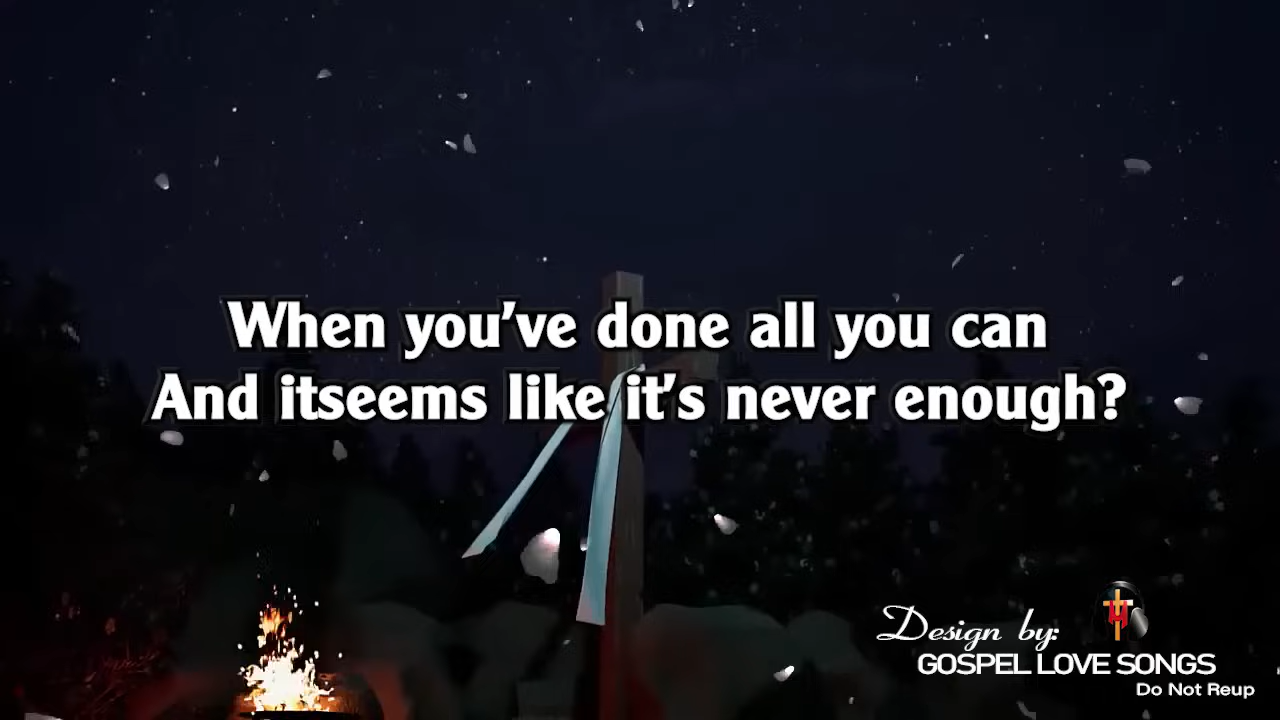 When you've done all you can
And itseems like it's never enough?
Design by:
GOSPEL LOVE SONGS
Do Not Reup